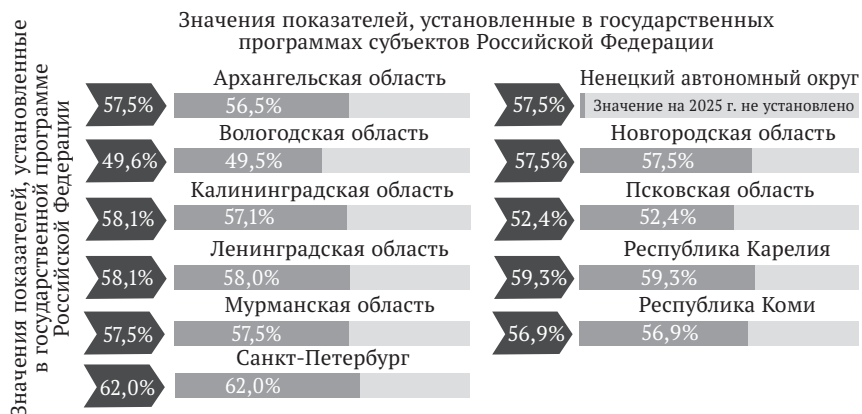 Значения показателей, установленные в государственных
программах субъектов Российской Федерации
Значения показателей, установленные
в государственной программе
Российской Федерации
Архангельская область
57,5%
56,5%
Вологодская область
49,6%
49,5%
Калининградская область
58,1%
57,1%
Ленинградская область
58,1%
58,0%
Мурманская область
57,5%
57,5%
Санкт-Петербург
62,0%
62,0%
Ненецкий автономный округ
57,5%
Значение на 2025 г. не установлено
Новгородская область
57,5%
57,5%
Псковская область
52,4%
52,4%
Республика Карелия
59,3%
59,3%
Республика Коми
56,9%
56,9%